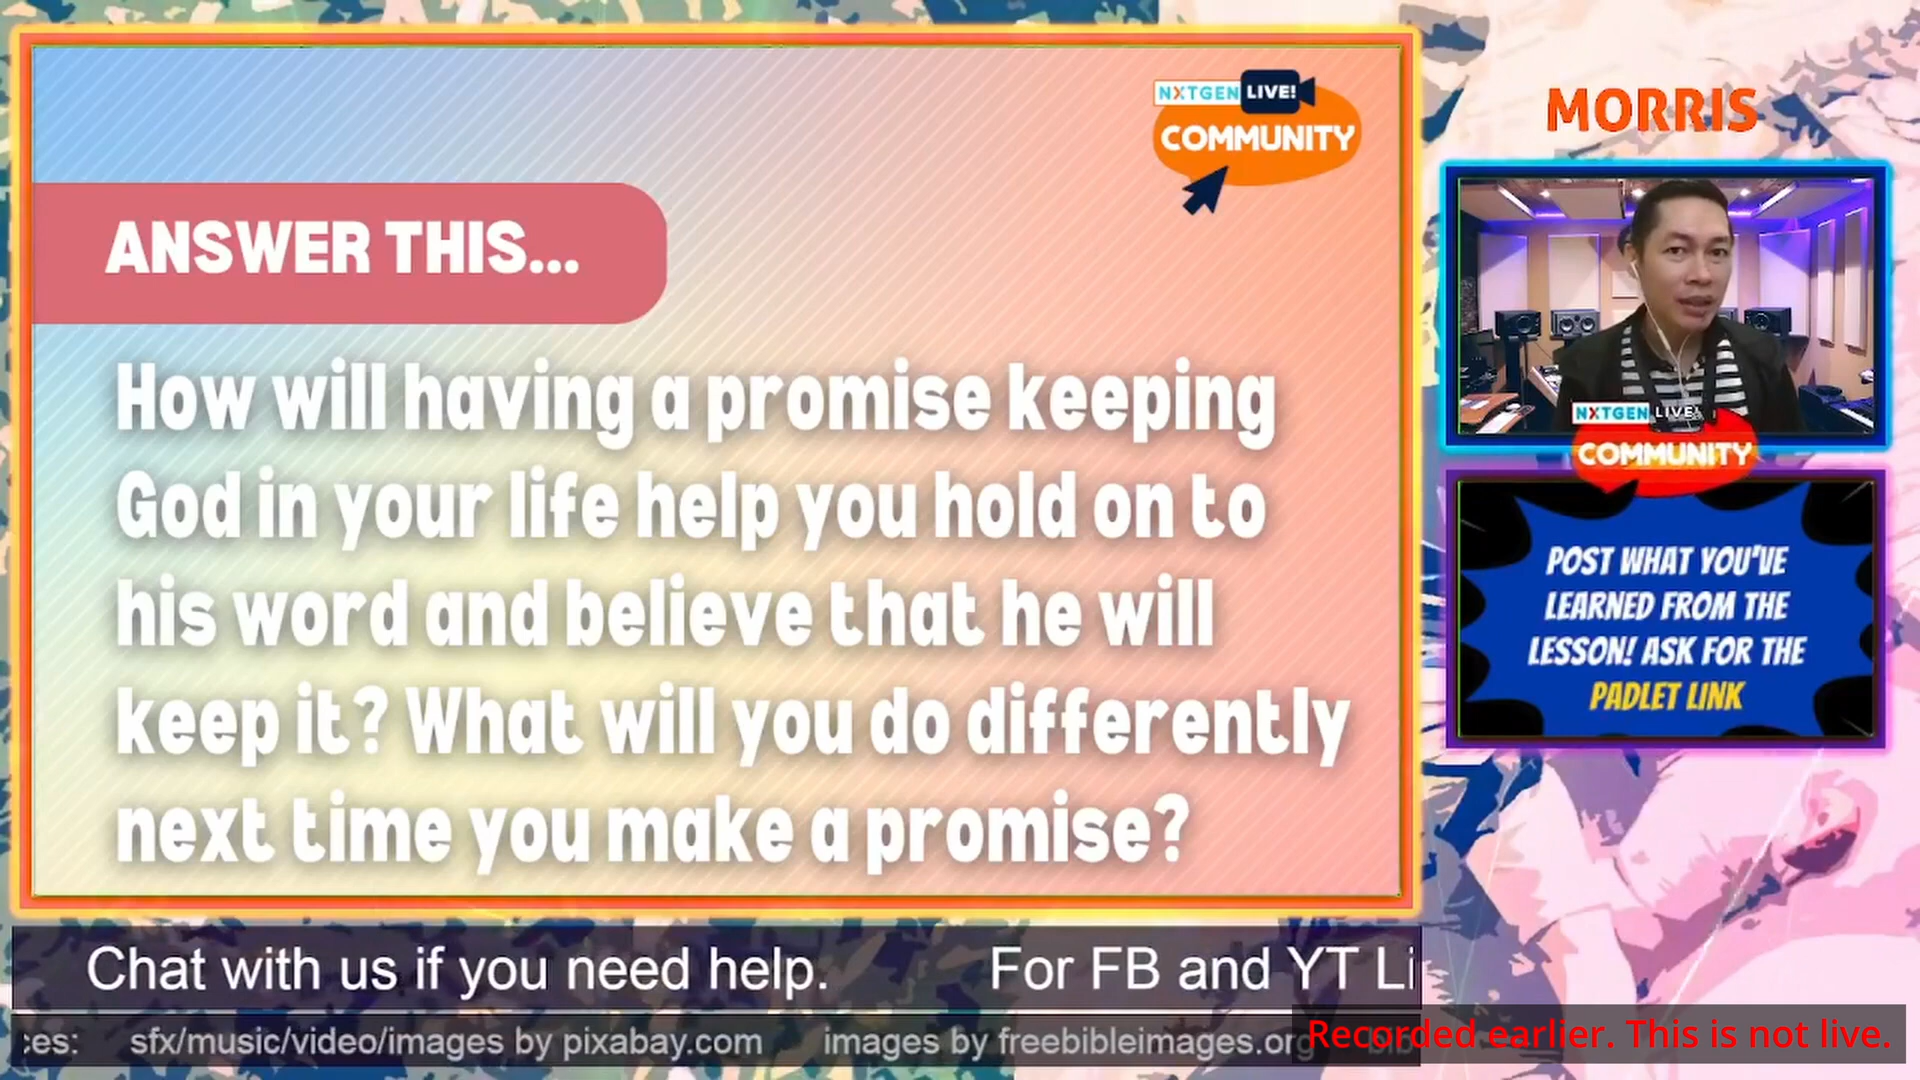 NXTGEN LIVE!
COMMUNITY
ANSWER THIS...
How will having a promise keeping
God in your life help you hold on to
his word and believe that he will
keep it? What will you do differently
next time you make a promise?
MORRIS
NXTGEN LIVE!
COMMUNITY
POST WHAT YOU'VE
LEARNED FROM THE
LESSON! ASK FOR THE
PADLET LINK
Chat with us if you need help. For FB and YT Li
ces: sfx/music/video/images by pixabay.com images by freebibleimages.org
Recorded earlier. This is not live.